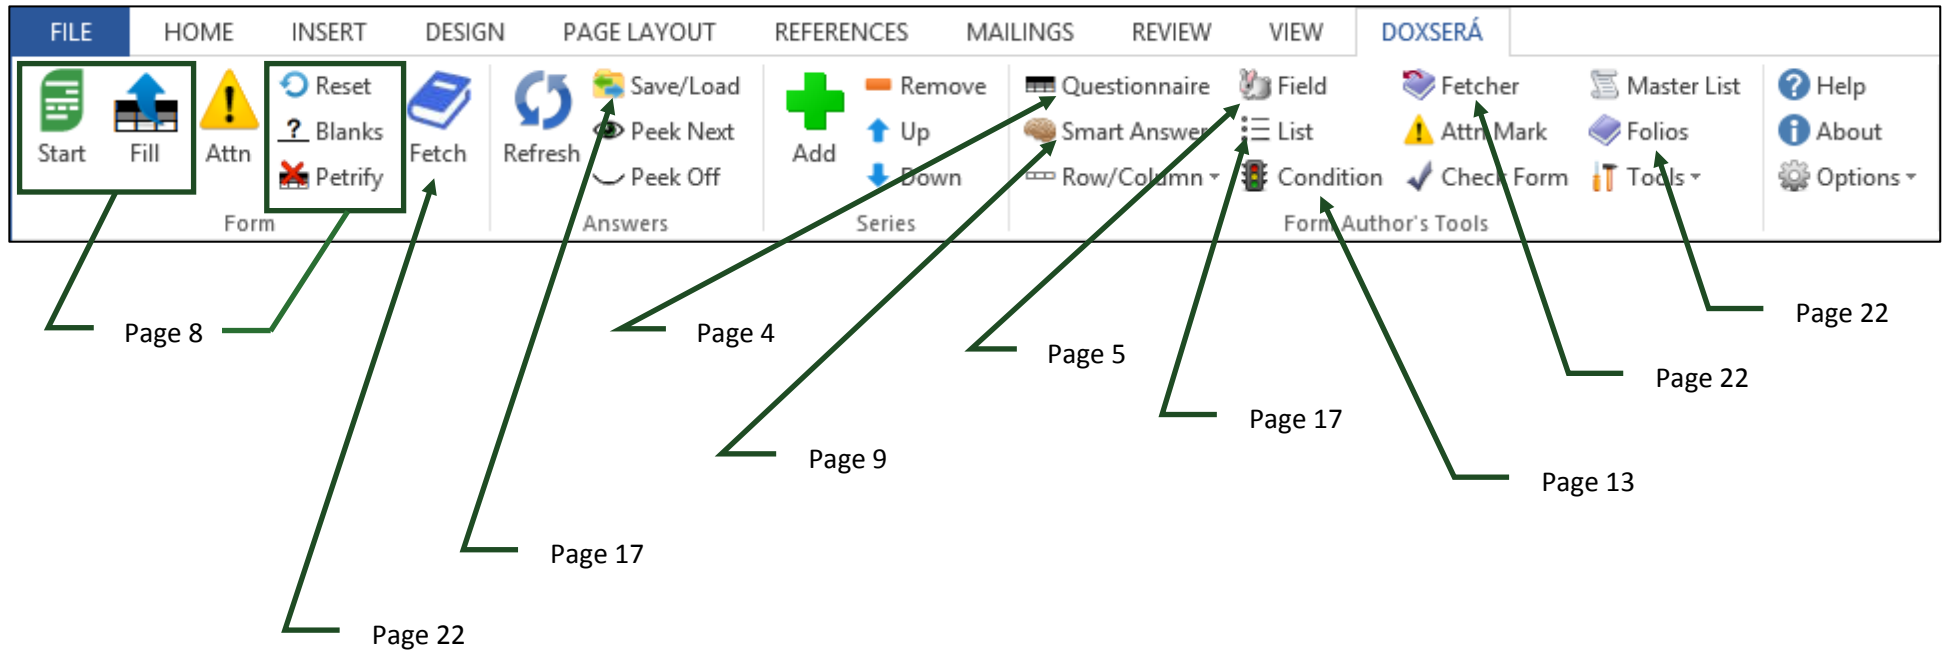 FILE HOME INSERT DESIGN PAGE LAYOUT REFERENCES MAILINGS REVIEW VIEW DOXSERÁ
Reset Save/Load Remove Questionnaire Field Fetcher Master List Help
Blanks Peek Next Up Smart Answer List Attn Mark Folios About
Start Fill Attn Fetch Refresh Add
Petrify Peek Off Down Row/Column Condition Check Form Tools Options
Form Answers Series Form Author's Tools
Page 22
Page 8 Page 4
Page 5
Page 22
Page 17
Page 9
Page 13
Page 17
Page 22